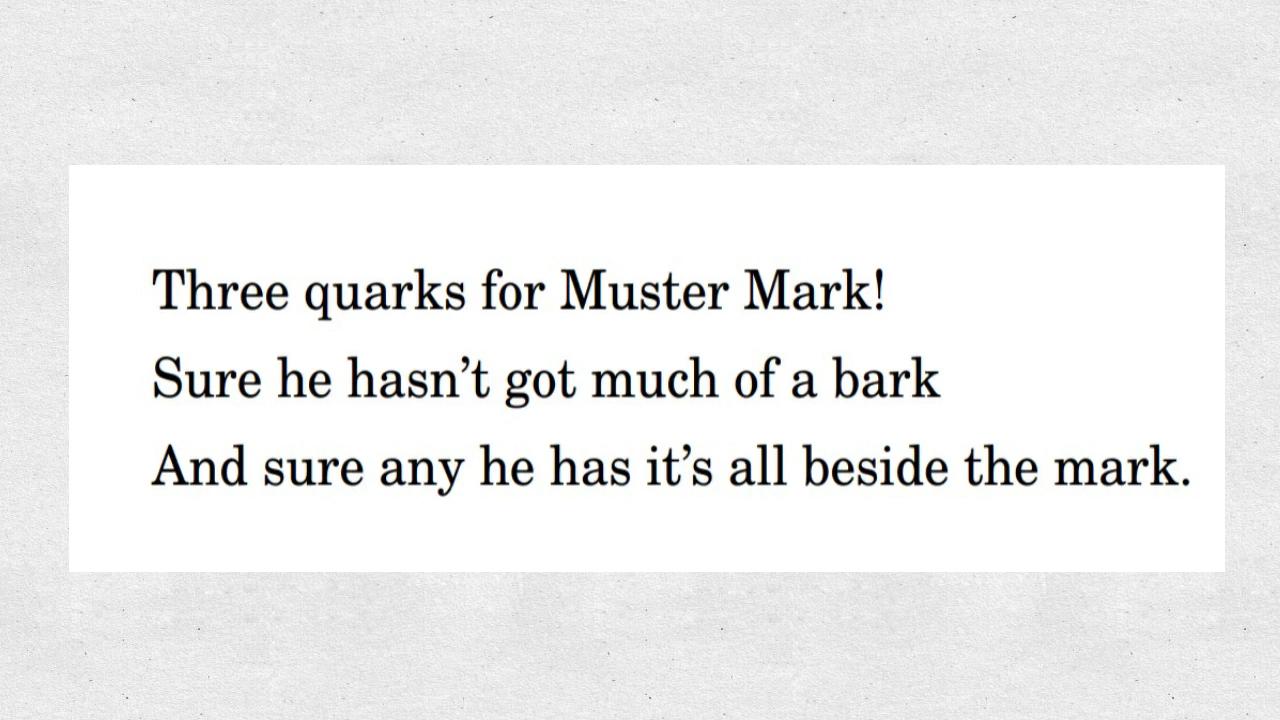 Three quarks for Muster Mark!
Sure he hasn’t got much of a bark
And sure any he has it’s all beside the mark.